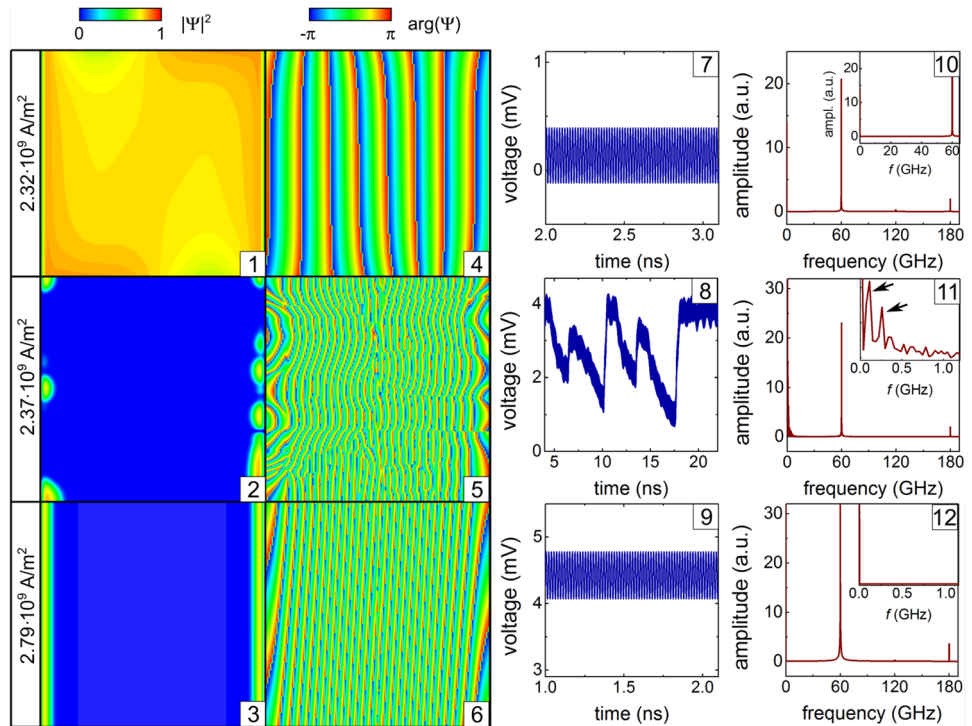 0 |Ψ|² 1
-π arg(Ψ) π
2.32·10⁹ A/m²
1
4
voltage (mV)
1
0
2.0 2.5 3.0
time (ns)
7
amplitude (a.u.)
20
10
0
0 60 120 180
frequency (GHz)
10
ampl. (a.u.)
15
10
5
0
0 20 40 60
f (GHz)
2.37·10⁹ A/m²
2
5
voltage (mV)
4
2
0
5 10 15 20
time (ns)
8
amplitude (a.u.)
30
20
10
0
0 60 120 180
frequency (GHz)
11
0.0 0.5 1.0
f (GHz)
2.79·10⁹ A/m²
3
6
voltage (mV)
5
4
3
1.0 1.5 2.0
time (ns)
9
amplitude (a.u.)
30
20
10
0
0 60 120 180
frequency (GHz)
12
0.0 0.5 1.0
f (GHz)